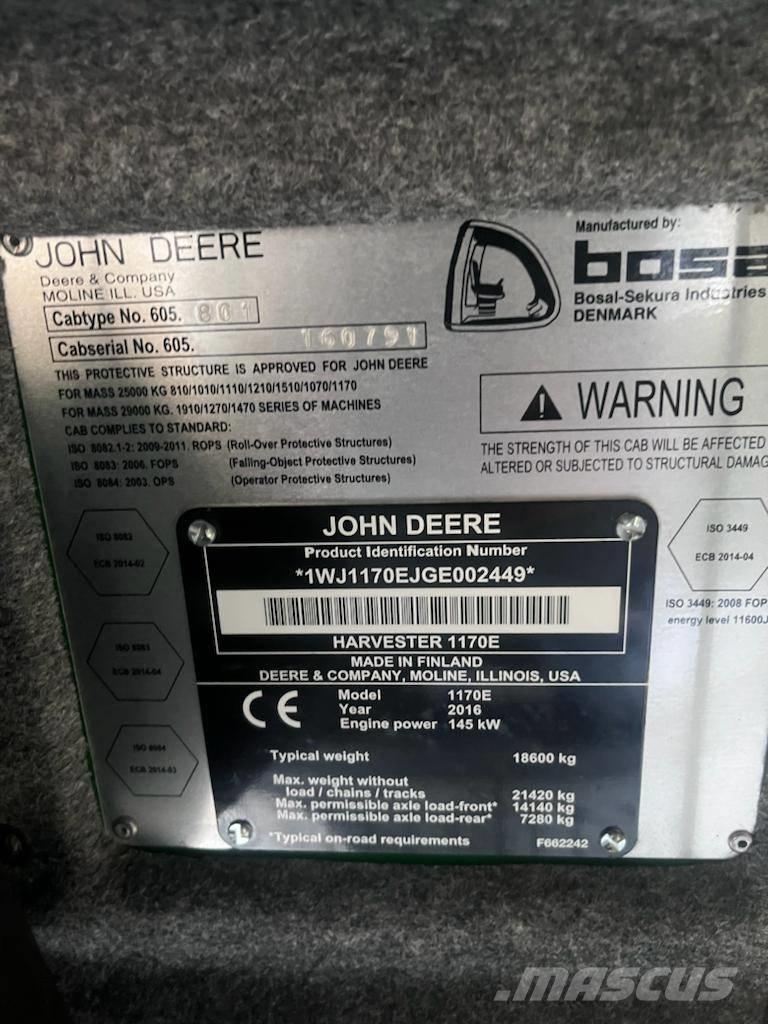 JOHN DEERE
Deere & Company
MOLINE ILL. USA
Cabtype No. 605. 801
Cabserial No. 605. 160791
THIS PROTECTIVE STRUCTURE IS APPROVED FOR JOHN DEERE
FOR MASS 25000 KG 810/1010/1110/1210/1510/1070/1170
FOR MASS 29000 KG. 1910/1270/1470 SERIES OF MACHINES
CAB COMPLIES TO STANDARD:
ISO 8082.1-2: 2009-2011. ROPS (Roll-Over Protective Structures)
ISO 8083: 2006. FOPS (Falling-Object Protective Structures)
ISO 8084: 2003. OPS (Operator Protective Structures)
Manufactured by:
bosa
Bosal-Sekura Industries
DENMARK
WARNING
THE STRENGTH OF THIS CAB WILL BE AFFECTED
ALTERED OR SUBJECTED TO STRUCTURAL DAMAG
ISO 8082
ECB 2014-02
ISO 8083
ECB 2014-04
ISO 8084
ECB 2014-03
ISO 3449
ECB 2014-04
ISO 3449: 2008 FOP
energy level 11600J
JOHN DEERE
Product Identification Number
*1WJ1170EJGE002449*
HARVESTER 1170E
MADE IN FINLAND
DEERE & COMPANY, MOLINE, ILLINOIS, USA
CE
Model 1170E
Year 2016
Engine power 145 kW
Typical weight 18600 kg
Max. weight without
load / chains / tracks 21420 kg
Max. permissible axle load-front* 14140 kg
Max. permissible axle load-rear* 7280 kg
*Typical on-road requirements F662242
MASCUS